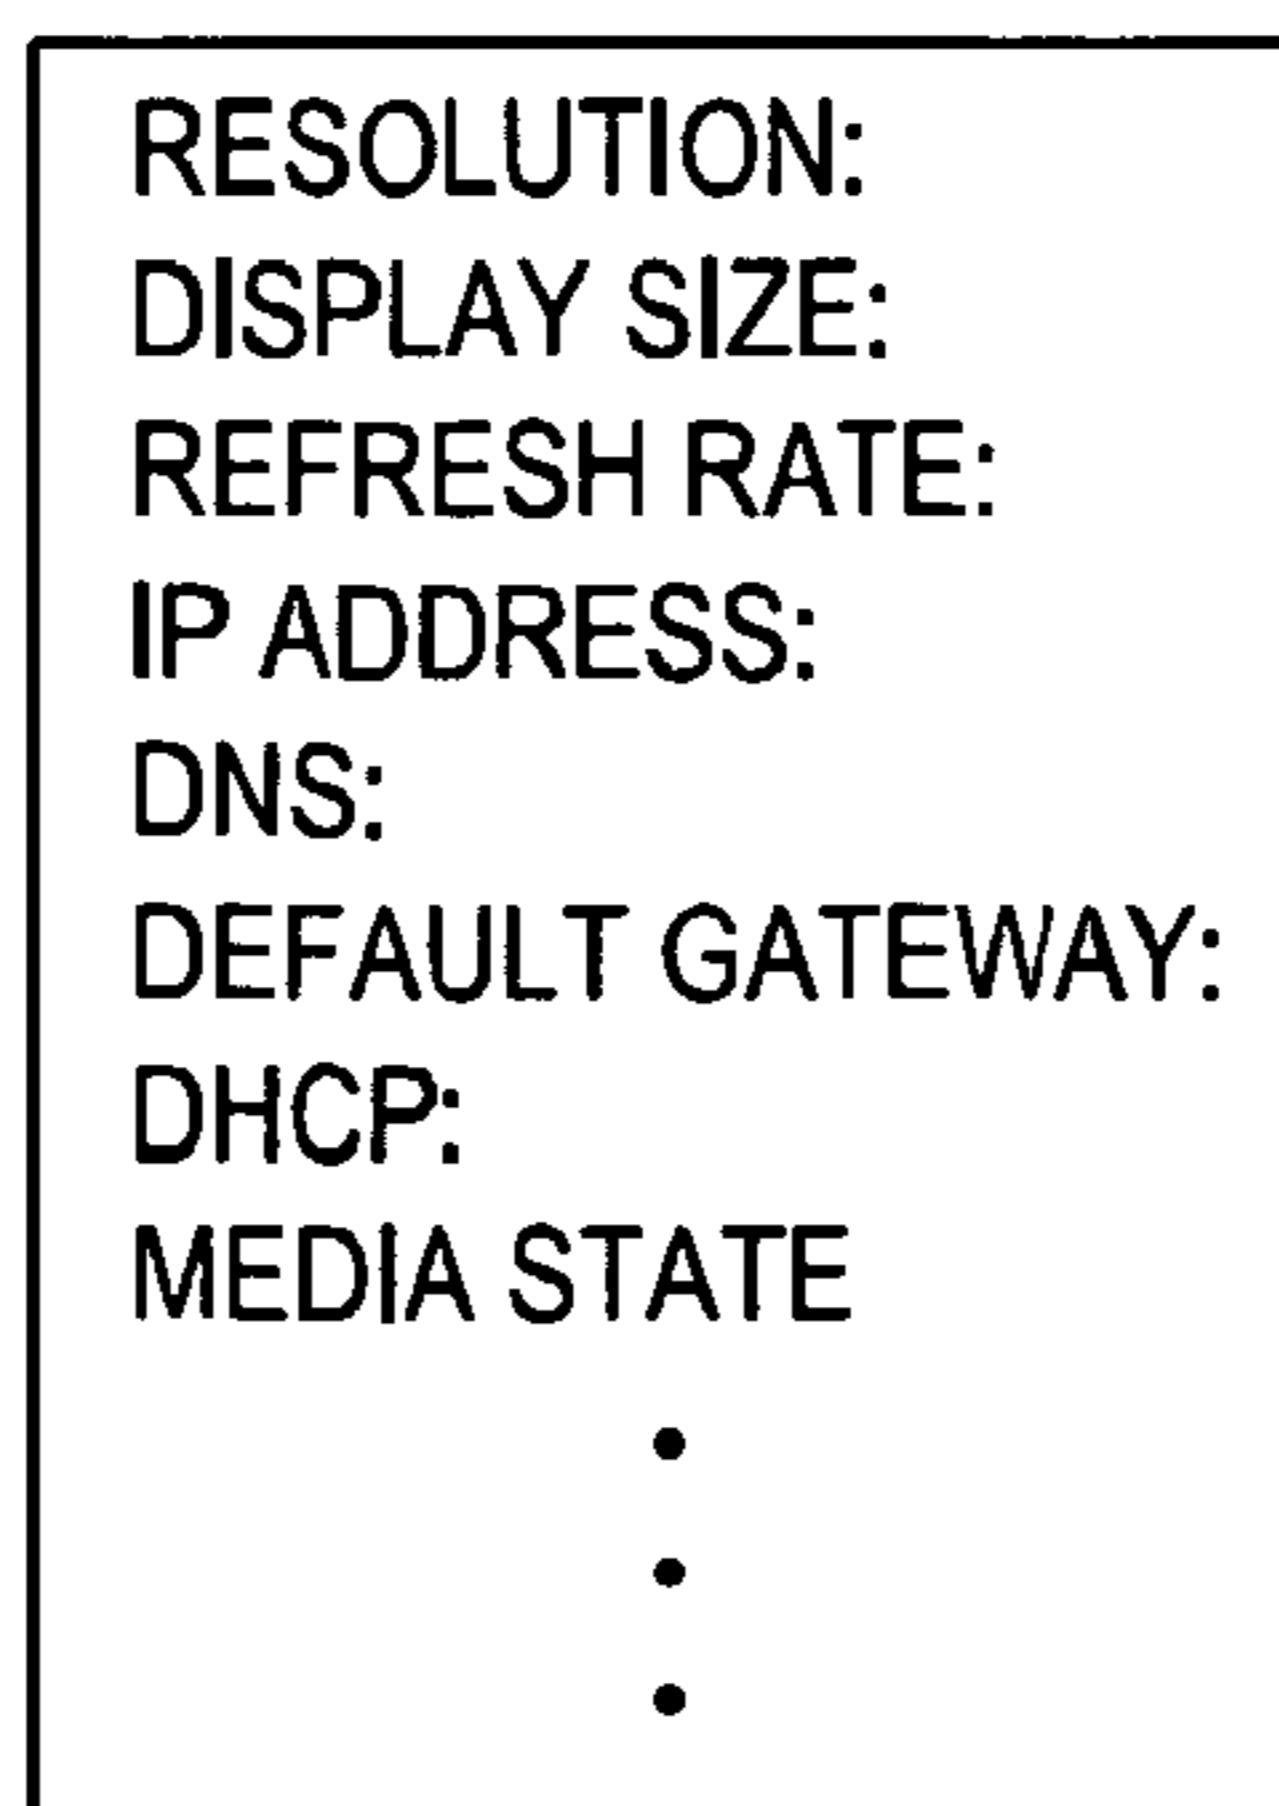 RESOLUTION:
DISPLAY SIZE:
REFRESH RATE:
IP ADDRESS:
DNS:
DEFAULT GATEWAY:
DHCP:
MEDIA STATE